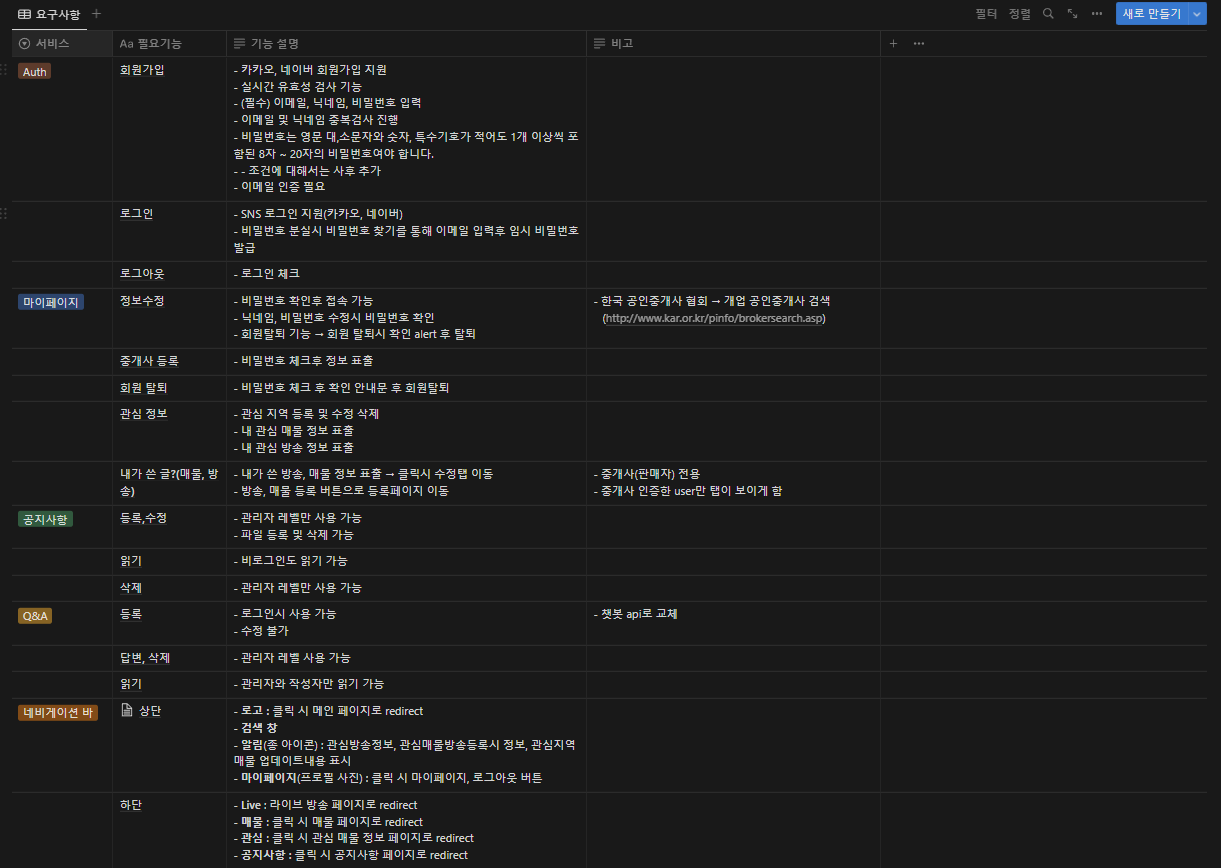 요구사항
필터 정렬 새로 만들기
서비스 Aa 필요기능 기능 설명 비고
Auth
회원가입
- 카카오, 네이버 회원가입 지원
- 실시간 유효성 검사 기능
- (필수) 이메일, 닉네임, 비밀번호 입력
- 이메일 및 닉네임 중복검사 진행
- 비밀번호는 영문 대,소문자와 숫자, 특수기호가 적어도 1개 이상씩 포
함된 8자 ~ 20자의 비밀번호여야 합니다.
- - 조건에 대해서는 사후 추가
- 이메일 인증 필요
로그인
- SNS 로그인 지원(카카오, 네이버)
- 비밀번호 분실시 비밀번호 찾기를 통해 이메일 입력후 임시 비밀번호
발급
로그아웃
- 로그인 체크
마이페이지
정보수정
- 비밀번호 확인후 접속 가능
- 닉네임, 비밀번호 수정시 비밀번호 확인
- 회원탈퇴 기능 → 회원 탈퇴시 확인 alert 후 탈퇴
- 한국 공인중개사 협회 → 개업 공인중개사 검색
(http://www.kar.or.kr/pinfo/brokersearch.asp)
중개사 등록
- 비밀번호 체크후 정보 표출
회원 탈퇴
- 비밀번호 체크 후 확인 안내문 후 회원탈퇴
관심 정보
- 관심 지역 등록 및 수정 삭제
- 내 관심 매물 정보 표출
- 내 관심 방송 정보 표출
내가 쓴 글?(매물, 방
송)
- 내가 쓴 방송, 매물 정보 표출 → 클릭시 수정탭 이동
- 방송, 매물 등록 버튼으로 등록페이지 이동
- 중개사(판매자) 전용
- 중개사 인증한 user만 탭이 보이게 함
공지사항
등록,수정
- 관리자 레벨만 사용 가능
- 파일 등록 및 삭제 가능
읽기
- 비로그인도 읽기 가능
삭제
- 관리자 레벨만 사용 가능
Q&A
등록
- 로그인시 사용 가능
- 수정 불가
- 챗봇 api로 교체
답변, 삭제
- 관리자 레벨 사용 가능
읽기
- 관리자와 작성자만 읽기 가능
네비게이션 바
상단
- 로고 : 클릭 시 메인 페이지로 redirect
- 검색 창
- 알림(종 아이콘) : 관심방송정보, 관심매물방송등록시 정보, 관심지역
매물 업데이트내용 표시
- 마이페이지(프로필 사진) : 클릭 시 마이페이지, 로그아웃 버튼
하단
- Live : 라이브 방송 페이지로 redirect
- 매물 : 클릭 시 매물 페이지로 redirect
- 관심 : 클릭 시 관심 매물 정보 페이지로 redirect
- 공지사항 : 클릭 시 공지사항 페이지로 redirect